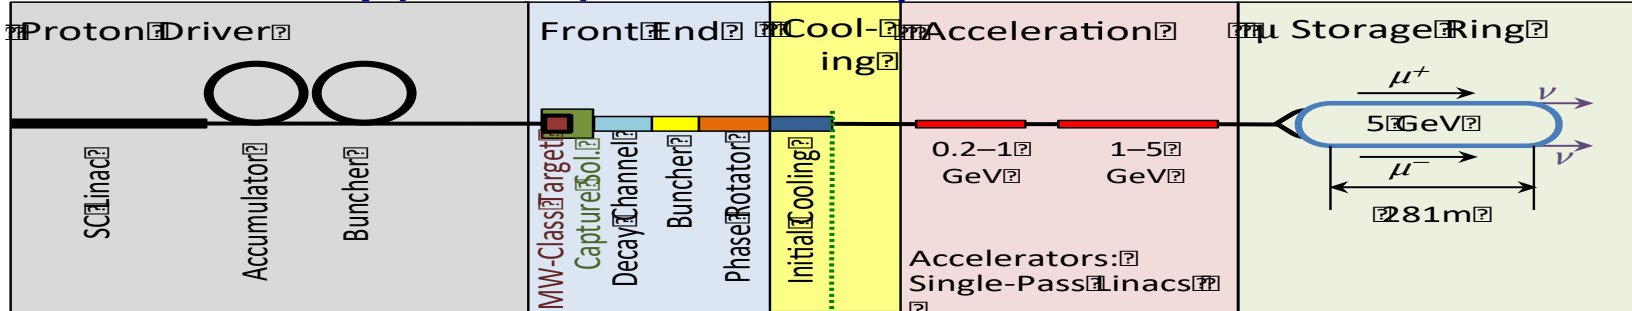 Proton Driver
Front End
Cool-
ing
Acceleration
μ Storage Ring
SC Linac
Accumulator
Buncher
MW-Class Target
Capture Sol.
Decay Channel
Buncher
Phase Rotator
Initial Cooling
0.2–1
GeV
1–5
GeV
Accelerators:
Single-Pass Linacs
μ+
5 GeV
μ−
ν
ν
281m